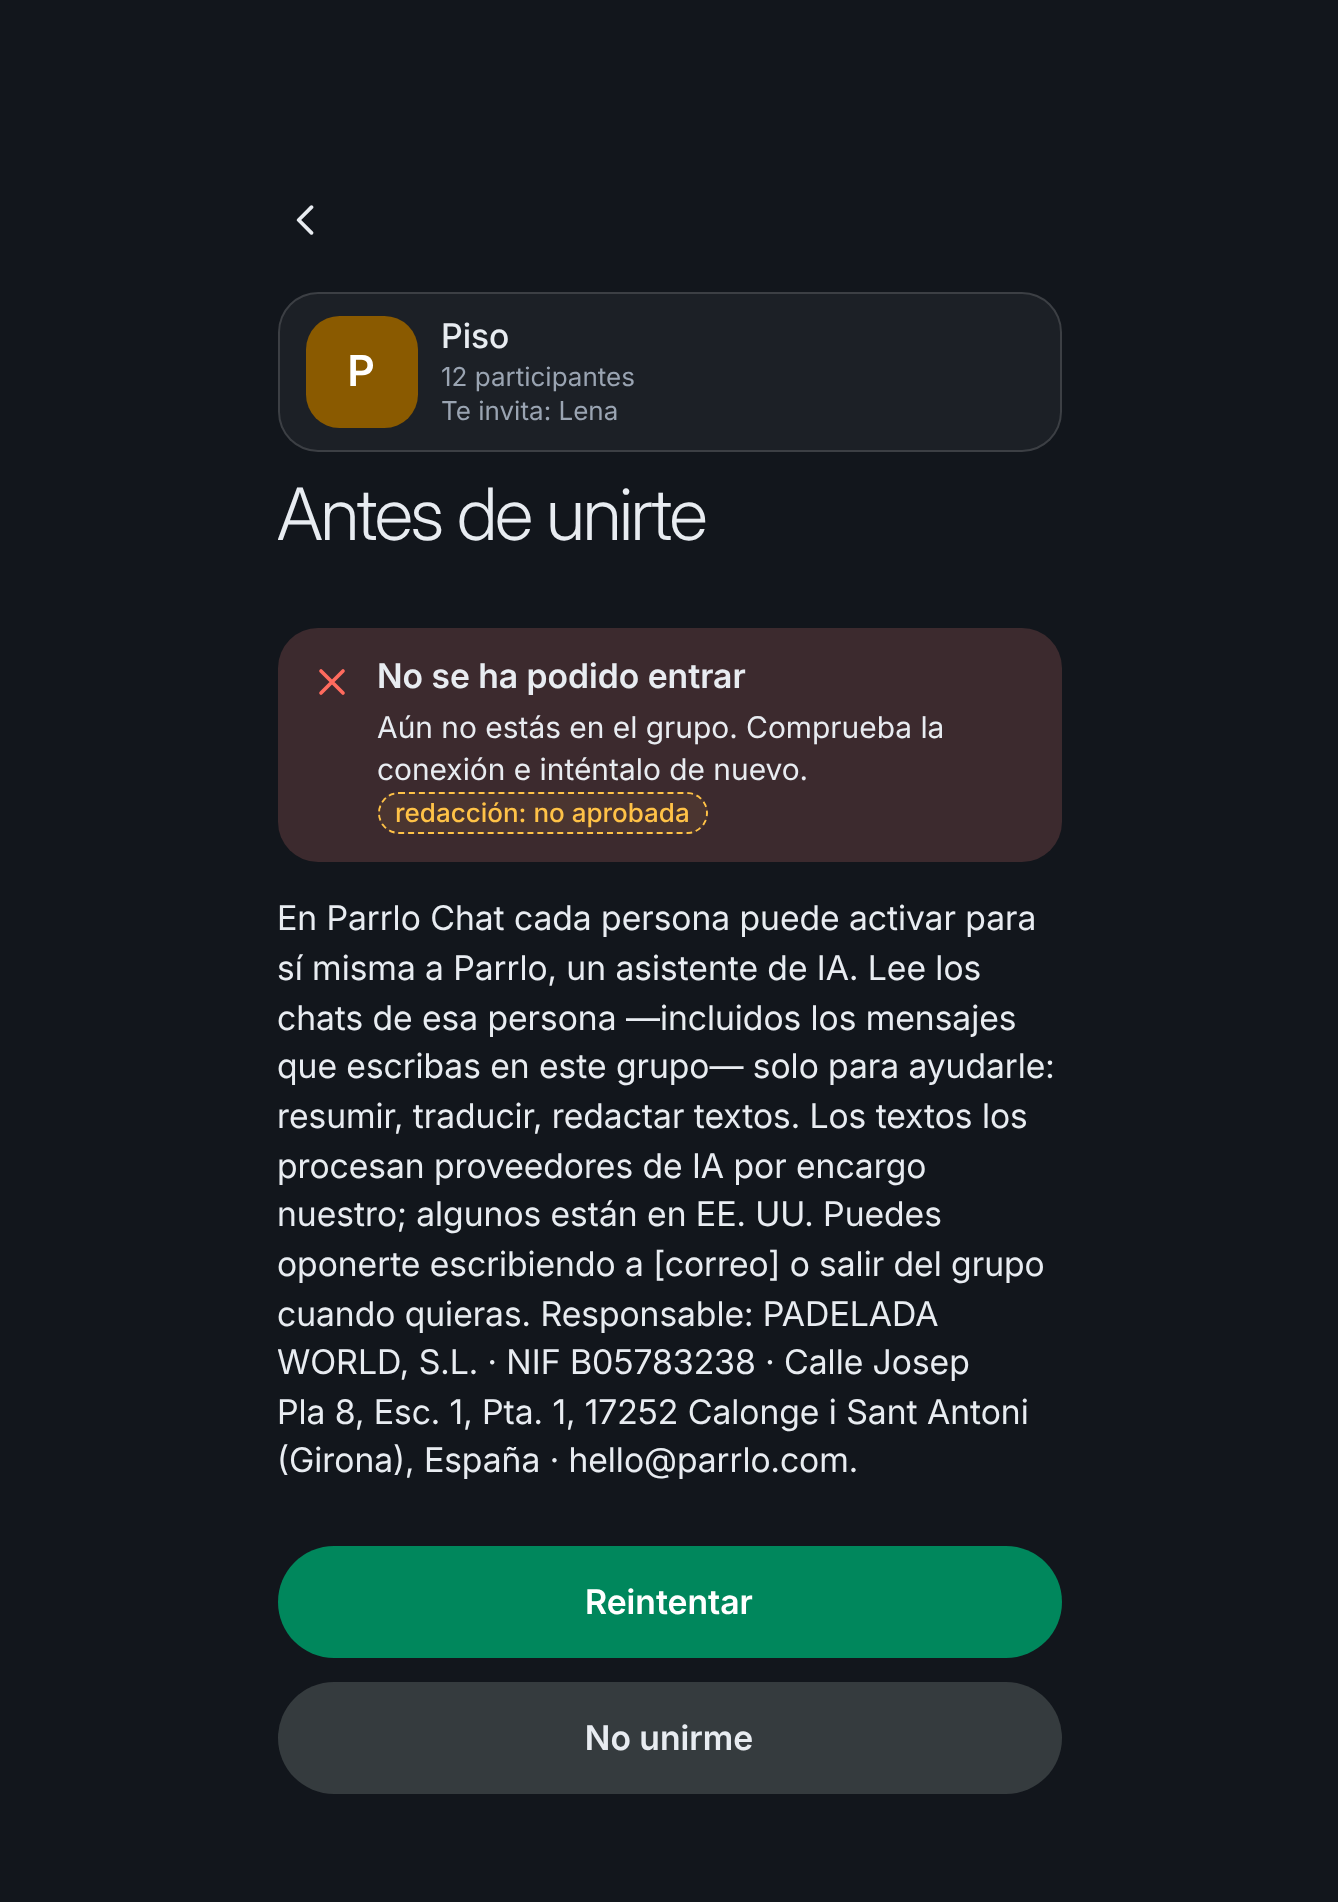 Piso
P
12 participantes
Te invita: Lena
Antes de unirte
No se ha podido entrar
Aún no estás en el grupo. Comprueba la
conexión e inténtalo de nuevo.
redacción: no aprobada
En Parrlo Chat cada persona puede activar para
sí misma a Parrlo, un asistente de IA. Lee los
chats de esa persona —incluidos los mensajes
que escribas en este grupo— solo para ayudarle:
resumir, traducir, redactar textos. Los textos los
procesan proveedores de IA por encargo
nuestro; algunos están en EE. UU. Puedes
oponerte escribiendo a [correo] o salir del grupo
cuando quieras. Responsable: PADELADA
WORLD, S.L. · NIF B05783238 · Calle Josep
Pla 8, Esc. 1, Pta. 1, 17252 Calonge i Sant Antoni
(Girona), España · hello@parrlo.com.
Reintentar
No unirme